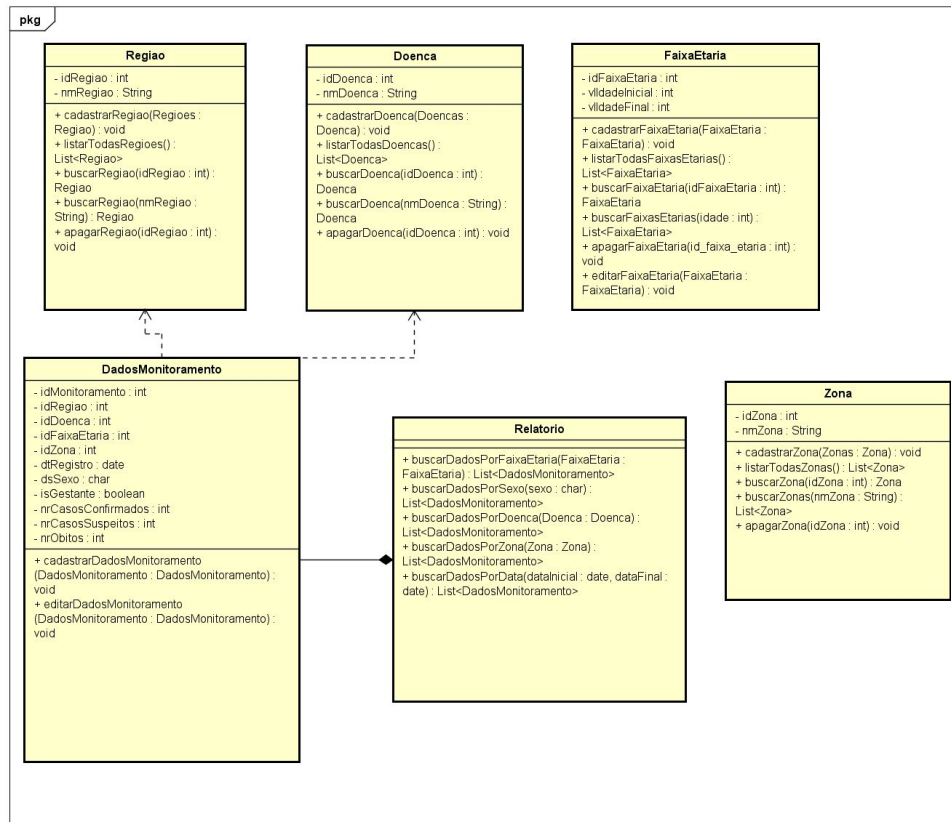 pkg
Regiao
- idRegiao : int
- nmRegiao : String
+ cadastrarRegiao(Regioes :
Regiao) : void
+ listarTodasRegioes() :
List<Regiao>
+ buscarRegiao(idRegiao : int) :
Regiao
+ buscarRegiao(nmRegiao :
String) : Regiao
+ apagarRegiao(idRegiao : int) :
void
Doenca
- idDoenca : int
- nmDoenca : String
+ cadastrarDoenca(Doencas :
Doenca) : void
+ listarTodasDoencas() :
List<Doenca>
+ buscarDoenca(idDoenca : int) :
Doenca
+ buscarDoenca(nmDoenca : String) :
Doenca
+ apagarDoenca(idDoenca : int) : void
FaixaEtaria
- idFaixaEtaria : int
- vlIdadeInicial : int
- vlIdadeFinal : int
+ cadastrarFaixaEtaria(FaixaEtaria :
FaixaEtaria) : void
+ listarTodasFaixasEtarias() :
List<FaixaEtaria>
+ buscarFaixaEtaria(idFaixaEtaria : int) :
FaixaEtaria
+ buscarFaixasEtarias(idade : int) :
List<FaixaEtaria>
+ apagarFaixaEtaria(id_faixa_etaria : int) :
void
+ editarFaixaEtaria(FaixaEtaria :
FaixaEtaria) : void
DadosMonitoramento
- idMonitoramento : int
- idRegiao : int
- idDoenca : int
- idFaixaEtaria : int
- idZona : int
- dtRegistro : date
- dsSexo : char
- isGestante : boolean
- nrCasosConfirmados : int
- nrCasosSuspeitos : int
- nrObitos : int
+ cadastrarDadosMonitoramento
(DadosMonitoramento : DadosMonitoramento) :
void
+ editarDadosMonitoramento
(DadosMonitoramento : DadosMonitoramento) :
void
Relatorio
+ buscarDadosPorFaixaEtaria(FaixaEtaria :
FaixaEtaria) : List<DadosMonitoramento>
+ buscarDadosPorSexo(sexo : char) :
List<DadosMonitoramento>
+ buscarDadosPorDoenca(Doenca : Doenca) :
List<DadosMonitoramento>
+ buscarDadosPorZona(Zona : Zona) :
List<DadosMonitoramento>
+ buscarDadosPorData(dataInicial : date, dataFinal :
date) : List<DadosMonitoramento>
Zona
- idZona : int
- nmZona : String
+ cadastrarZona(Zonas : Zona) : void
+ listarTodasZonas() : List<Zona>
+ buscarZona(idZona : int) : Zona
+ buscarZonas(nmZona : String) :
List<Zona>
+ apagarZona(idZona : int) : void